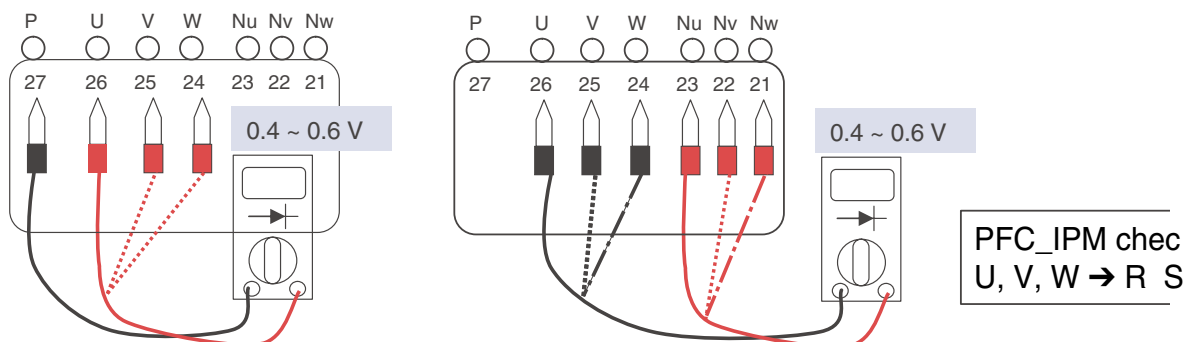 P U V W Nu Nv Nw
27 26 25 24 23 22 21
0.4 ~ 0.6 V
P U V W Nu Nv Nw
27 26 25 24 23 22 21
0.4 ~ 0.6 V
PFC_IPM chec
U, V, W ➔ R S